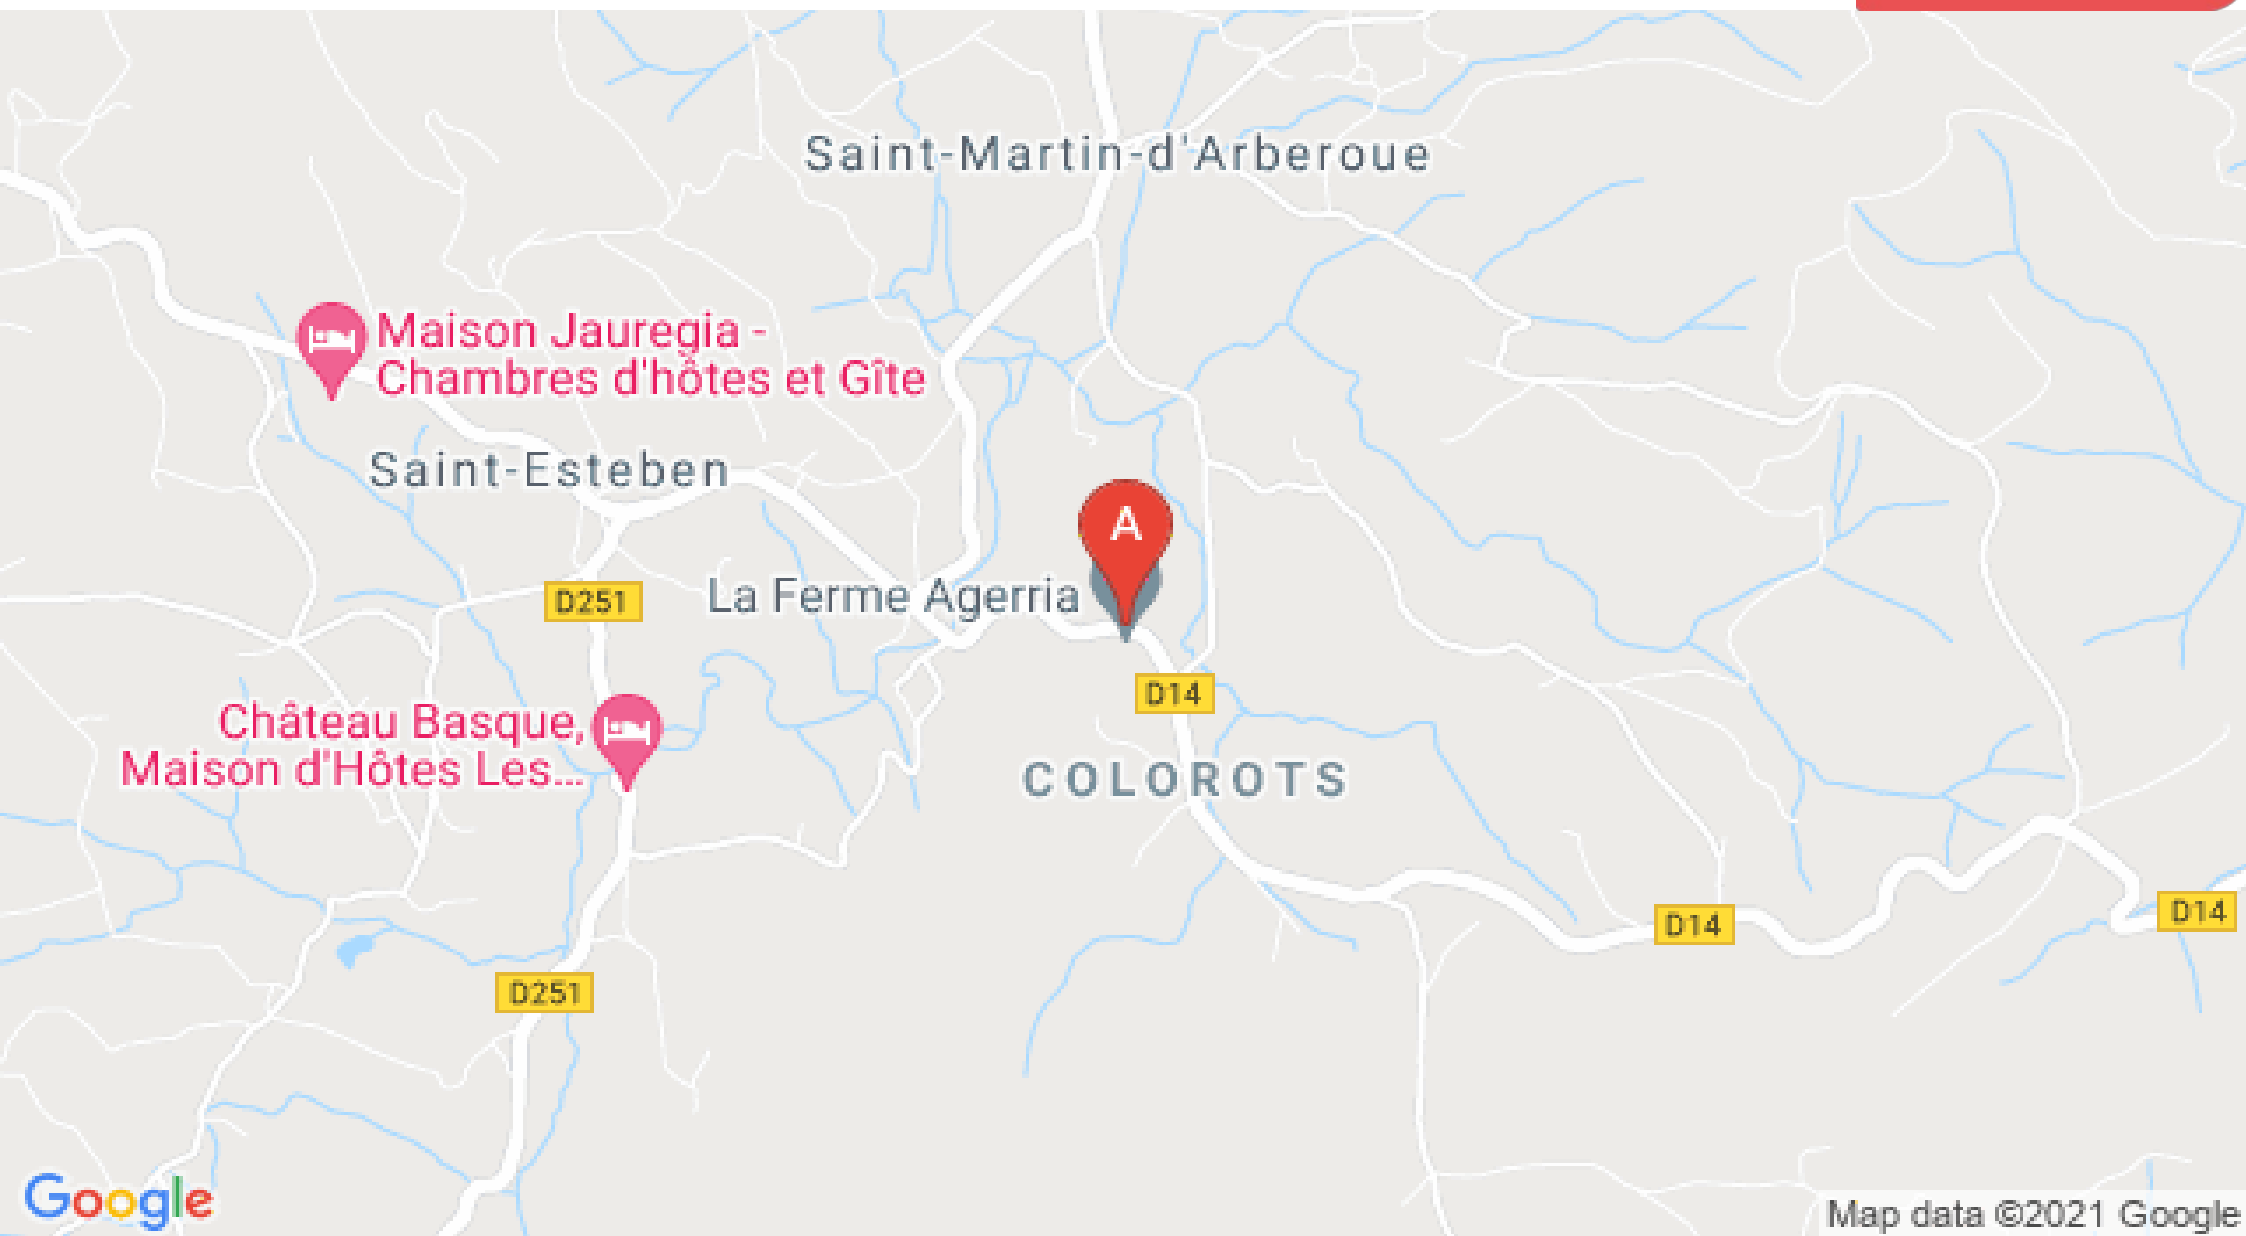 Saint-Martin-d'Arberoue
Maison Jauregia -
Chambres d'hôtes et Gîte
Saint-Esteben
A
D251
La Ferme Agerria
D14
Château Basque,
Maison d'Hôtes Les...
COLOROTS
D14
D14
D251
Google
Map data ©2021 Google